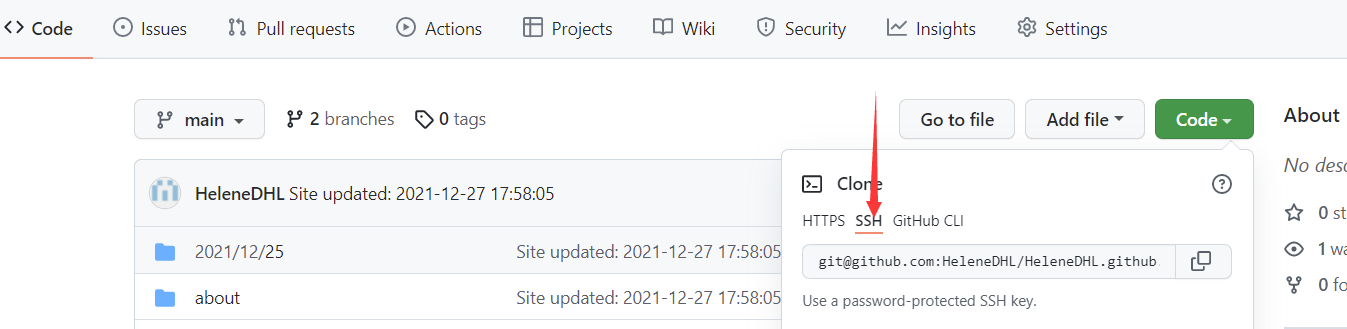 Code Issues Pull requests Actions Projects Wiki Security Insights Settings
main 2 branches 0 tags Go to file Add file Code About
HeleneDHL Site updated: 2021-12-27 17:58:05
Clone
No desc
HTTPS SSH GitHub CLI
0 st
2021/12/25 Site updated: 2021-12-27 17:58:05
git@github.com:HeleneDHL/HeleneDHL.github.
1 wa
about Site updated: 2021-12-27 17:58:05
Use a password-protected SSH key.
0 fo